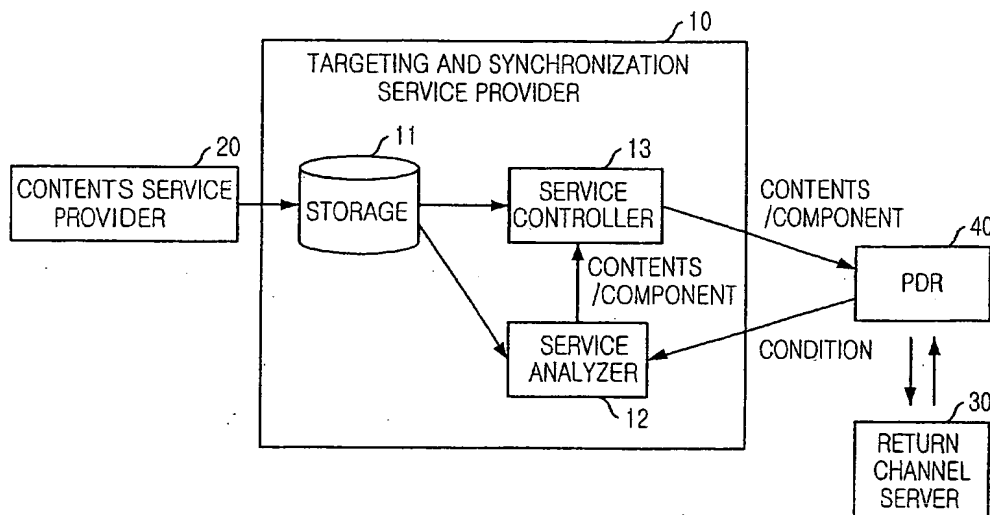 10
TARGETING AND SYNCHRONIZATION
SERVICE PROVIDER
20
CONTENTS SERVICE
PROVIDER
11
STORAGE
13
SERVICE
CONTROLLER
CONTENTS
/COMPONENT
40
PDR
CONTENTS
/COMPONENT
SERVICE
ANALYZER
12
CONDITION
30
RETURN
CHANNEL
SERVER